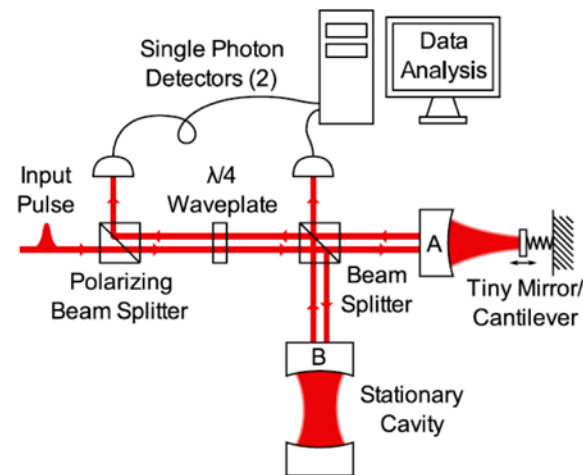 Single Photon
Detectors (2)
Data
Analysis
Input
Pulse
λ/4
Waveplate
A
Polarizing
Beam Splitter
Beam
Splitter
Tiny Mirror/
Cantilever
B
Stationary
Cavity